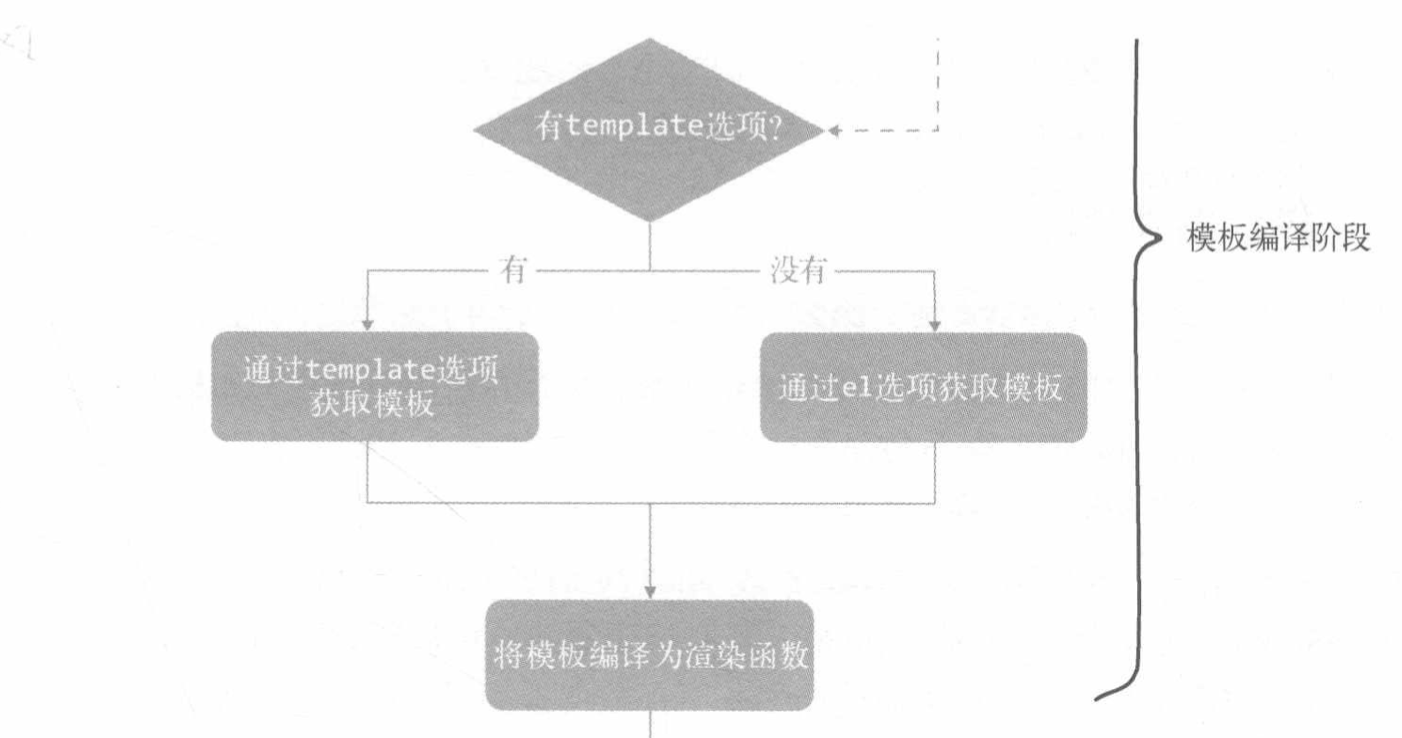 有template选项?
模板编译阶段
有
没有
通过template选项
获取模板
通过el选项获取模板
将模板编译为渲染函数